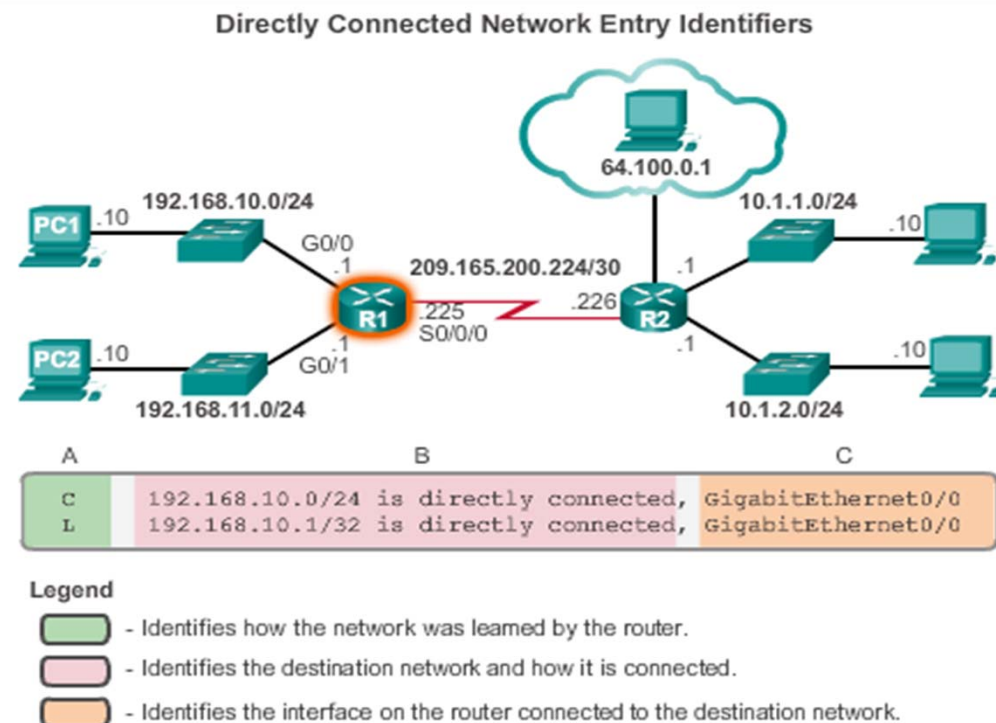 Directly Connected Network Entry Identifiers
64.100.0.1
192.168.10.0/24
10.1.1.0/24
PC1
.10
.10
G0/0
.1
209.165.200.224/30
.1
R1
.225
.226
R2
S0/0/0
PC2
.10
.1
G0/1
.1
.10
192.168.11.0/24
10.1.2.0/24
A
B
C
C 192.168.10.0/24 is directly connected, GigabitEthernet0/0
L 192.168.10.1/32 is directly connected, GigabitEthernet0/0
Legend
- Identifies how the network was learned by the router.
- Identifies the destination network and how it is connected.
- Identifies the interface on the router connected to the destination network.